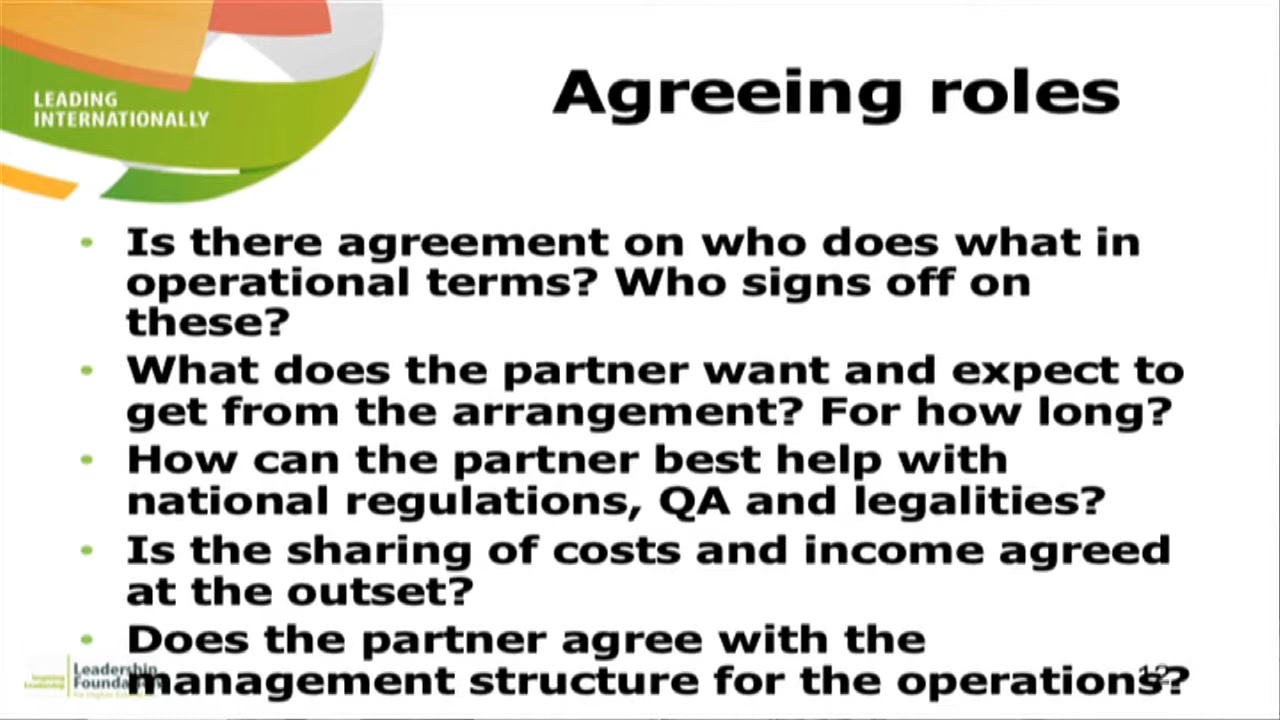 LEADING
INTERNATIONALLY
Agreeing roles
• Is there agreement on who does what in
operational terms? Who signs off on
these?
• What does the partner want and expect to
get from the arrangement? For how long?
• How can the partner best help with
national regulations, QA and legalities?
• Is the sharing of costs and income agreed
at the outset?
• Does the partner agree with the
management structure for the operations?
Inspiring
Leadership
Leadership
Foundation
12